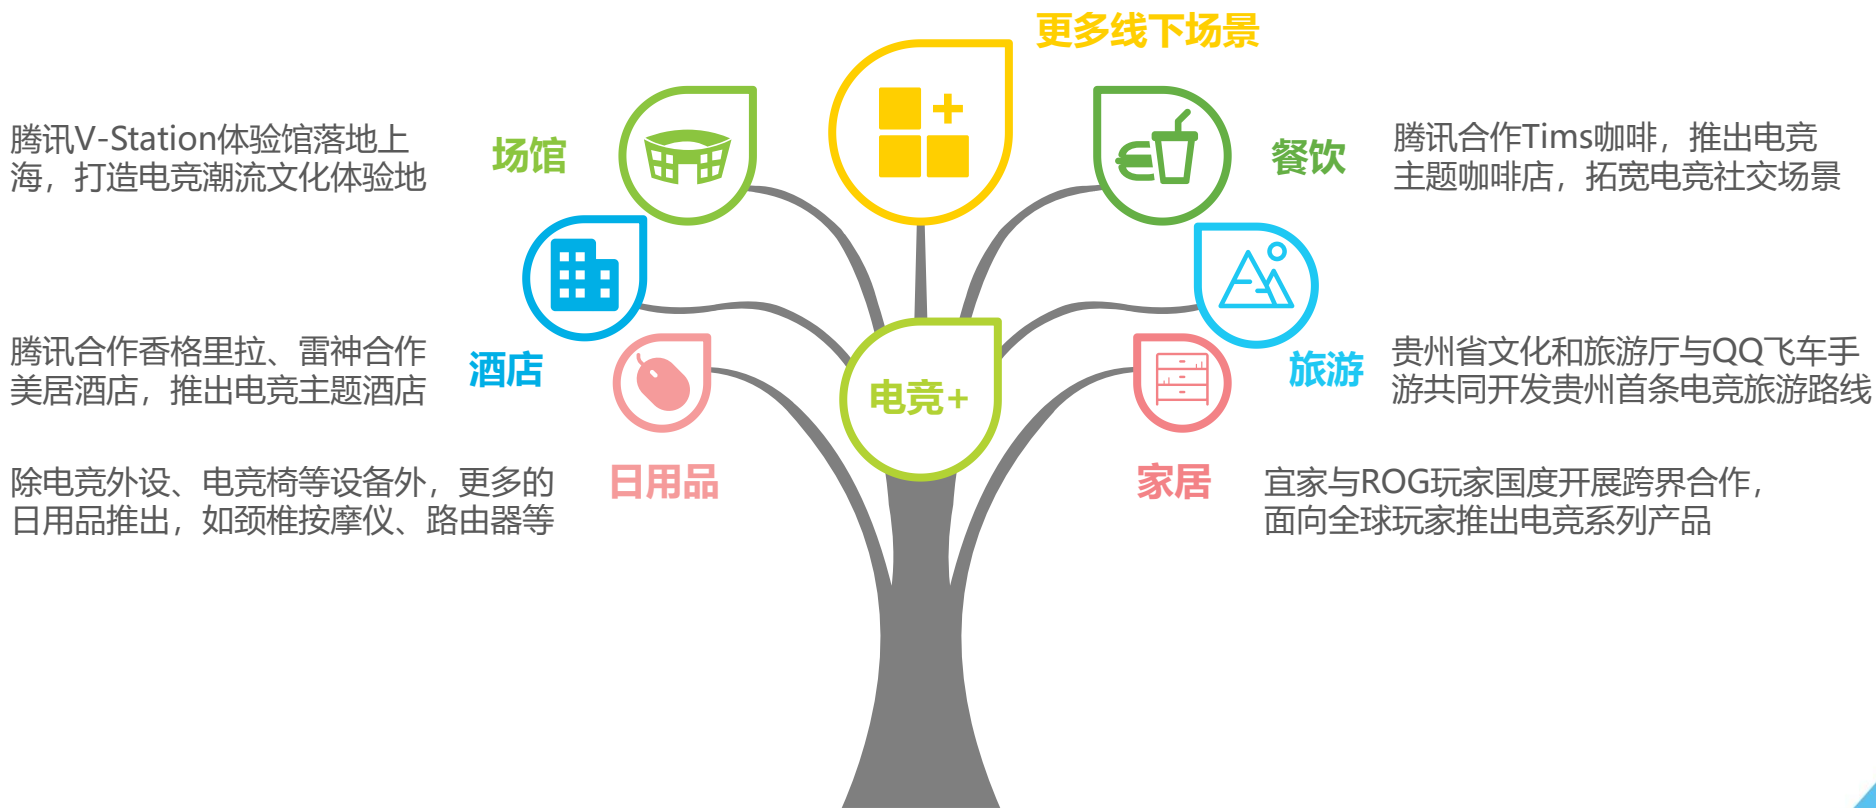 更多线下场景
腾讯V-Station体验馆落地上
海，打造电竞潮流文化体验地
场馆
餐饮
腾讯合作Tims咖啡，推出电竞
主题咖啡店，拓宽电竞社交场景
腾讯合作香格里拉、雷神合作
美居酒店，推出电竞主题酒店
酒店
电竞+
旅游
贵州省文化和旅游厅与QQ飞车手
游共同开发贵州首条电竞旅游路线
除电竞外设、电竞椅等设备外，更多的
日用品推出，如颈椎按摩仪、路由器等
日用品
家居
宜家与ROG玩家国度开展跨界合作，
面向全球玩家推出电竞系列产品